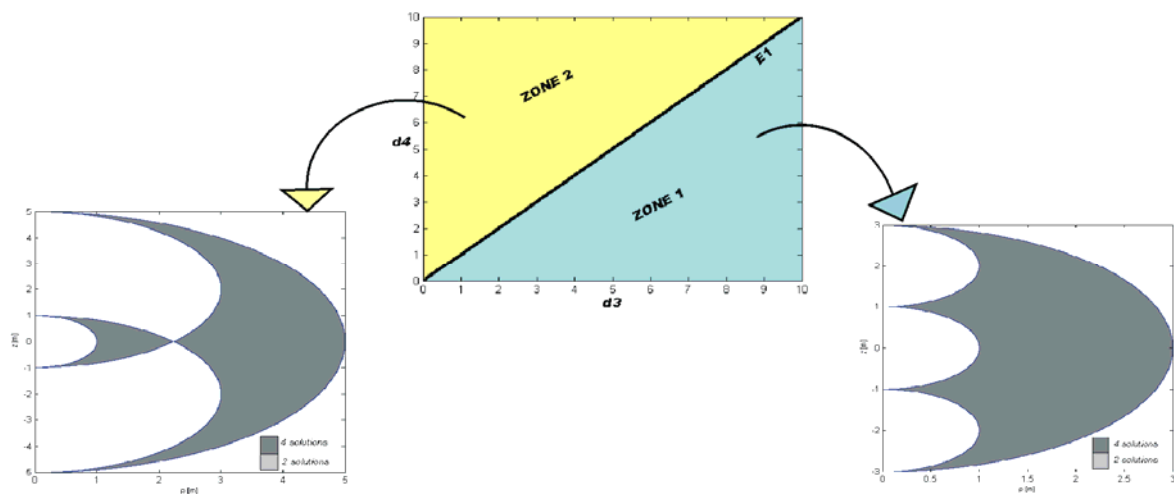 10
9
8
7
6
5
4
3
2
1
0
d4
ZONE 2
E1
ZONE 1
0 1 2 3 4 5 6 7 8 9 10
d3
5
4
3
2
1
0
-1
-2
-3
-4
5
z [m]
4 solutions
2 solutions
0 1 2 3 4 5
ρ [m]
3
2
1
0
-1
-2
-3
z [m]
4 solutions
2 solutions
0 0.5 1 1.5 2 2.5 3
ρ [m]